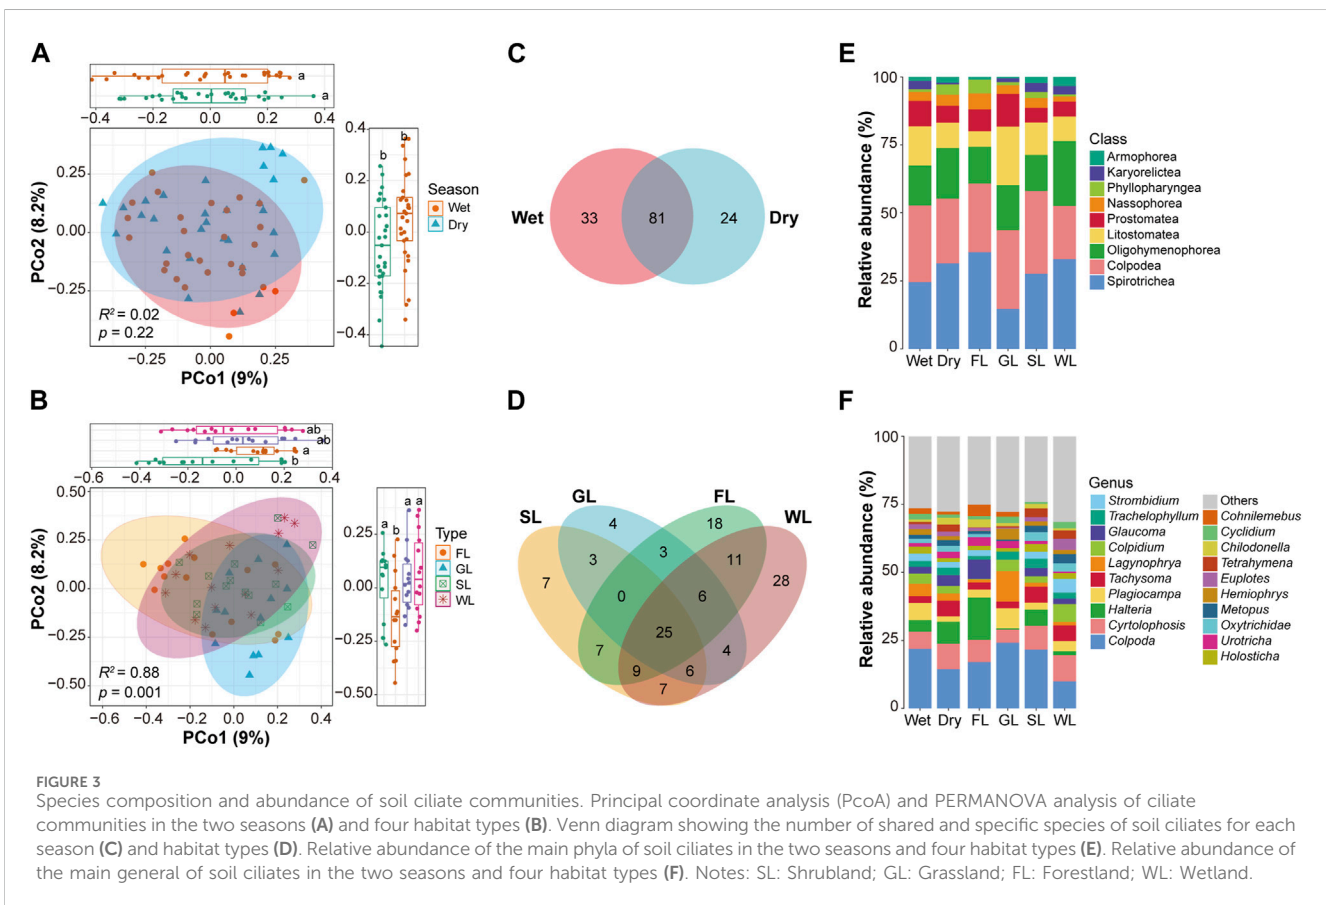 A
a
a
−0.4
−0.2
0.0
0.2
0.4
PCo2 (8.2%)
0.25
0.00
−0.25
R² = 0.02
p = 0.22
−0.25
0.00
0.25
PCo1 (9%)
b
b
0.4
0.2
0.0
−0.2
−0.4
Season
Wet
Dry
B
ab
ab
a
b
−0.6
−0.4
−0.2
0.0
0.2
0.4
PCo2 (8.2%)
0.50
0.25
0.00
−0.25
−0.50
R² = 0.88
p = 0.001
−0.6
−0.4
−0.2
0.0
0.2
0.4
PCo1 (9%)
a
b
a
a
0.25
0.00
−0.25
−0.50
Type
FL
GL
SL
WL
C
Wet
33
81
24
Dry
D
SL
GL
FL
WL
4
18
3
3
11
7
28
0
6
25
7
4
9
6
7
E
Relative abundance (%)
100
75
50
25
0
Wet Dry FL GL SL WL
Class
Armophorea
Karyorelictea
Phyllopharyngea
Nassophorea
Prostomatea
Litostomatea
Oligohymenophorea
Colpodea
Spirotrichea
F
Relative abundance (%)
100
75
50
25
0
Wet Dry FL GL SL WL
Genus
Strombidium
Trachelophyllum
Glaucoma
Colpidium
Lagynophrya
Tachysoma
Plagiocampa
Halteria
Cyrtolophosis
Colpoda
Others
Cohnilemebus
Cyclidium
Chilodonella
Tetrahymena
Euplotes
Hemiophrys
Metopus
Oxytrichidae
Urotricha
Holosticha
FIGURE 3
Species composition and abundance of soil ciliate communities. Principal coordinate analysis (PcoA) and PERMANOVA analysis of ciliate
communities in the two seasons (A) and four habitat types (B). Venn diagram showing the number of shared and specific species of soil ciliates for each
season (C) and habitat types (D). Relative abundance of the main phyla of soil ciliates in the two seasons and four habitat types (E). Relative abundance of
the main general of soil ciliates in the two seasons and four habitat types (F). Notes: SL: Shrubland; GL: Grassland; FL: Forestland; WL: Wetland.